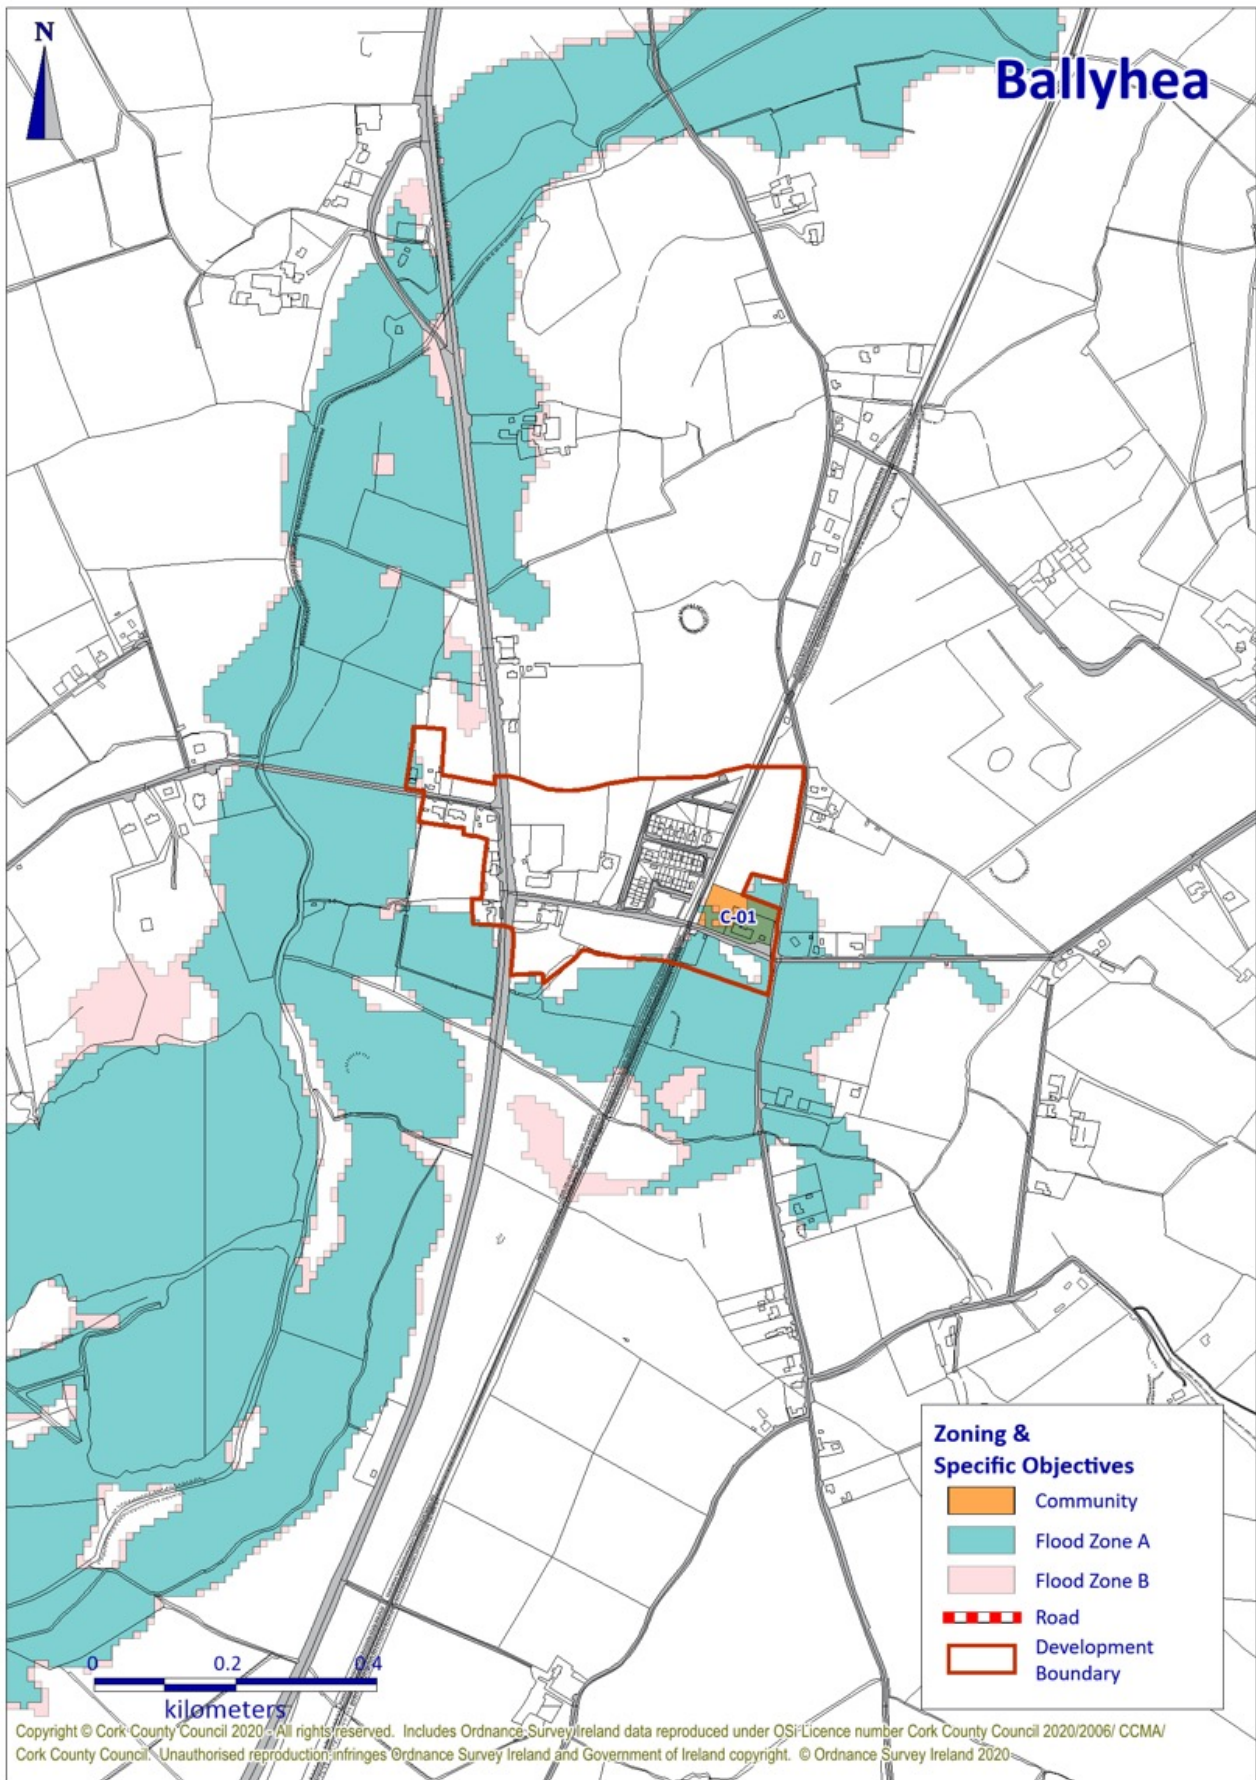 N
Ballyhea
C-01
Zoning &
Specific Objectives
Community
Flood Zone A
Flood Zone B
Road
Development
Boundary
0 0.2 0.4
kilometers
Copyright © Cork County Council 2020 - All rights reserved. Includes Ordnance Survey Ireland data reproduced under OSi Licence number Cork County Council 2020/2006/ CCMA/
Cork County Council. Unauthorised reproduction infringes Ordnance Survey Ireland and Government of Ireland copyright. © Ordnance Survey Ireland 2020